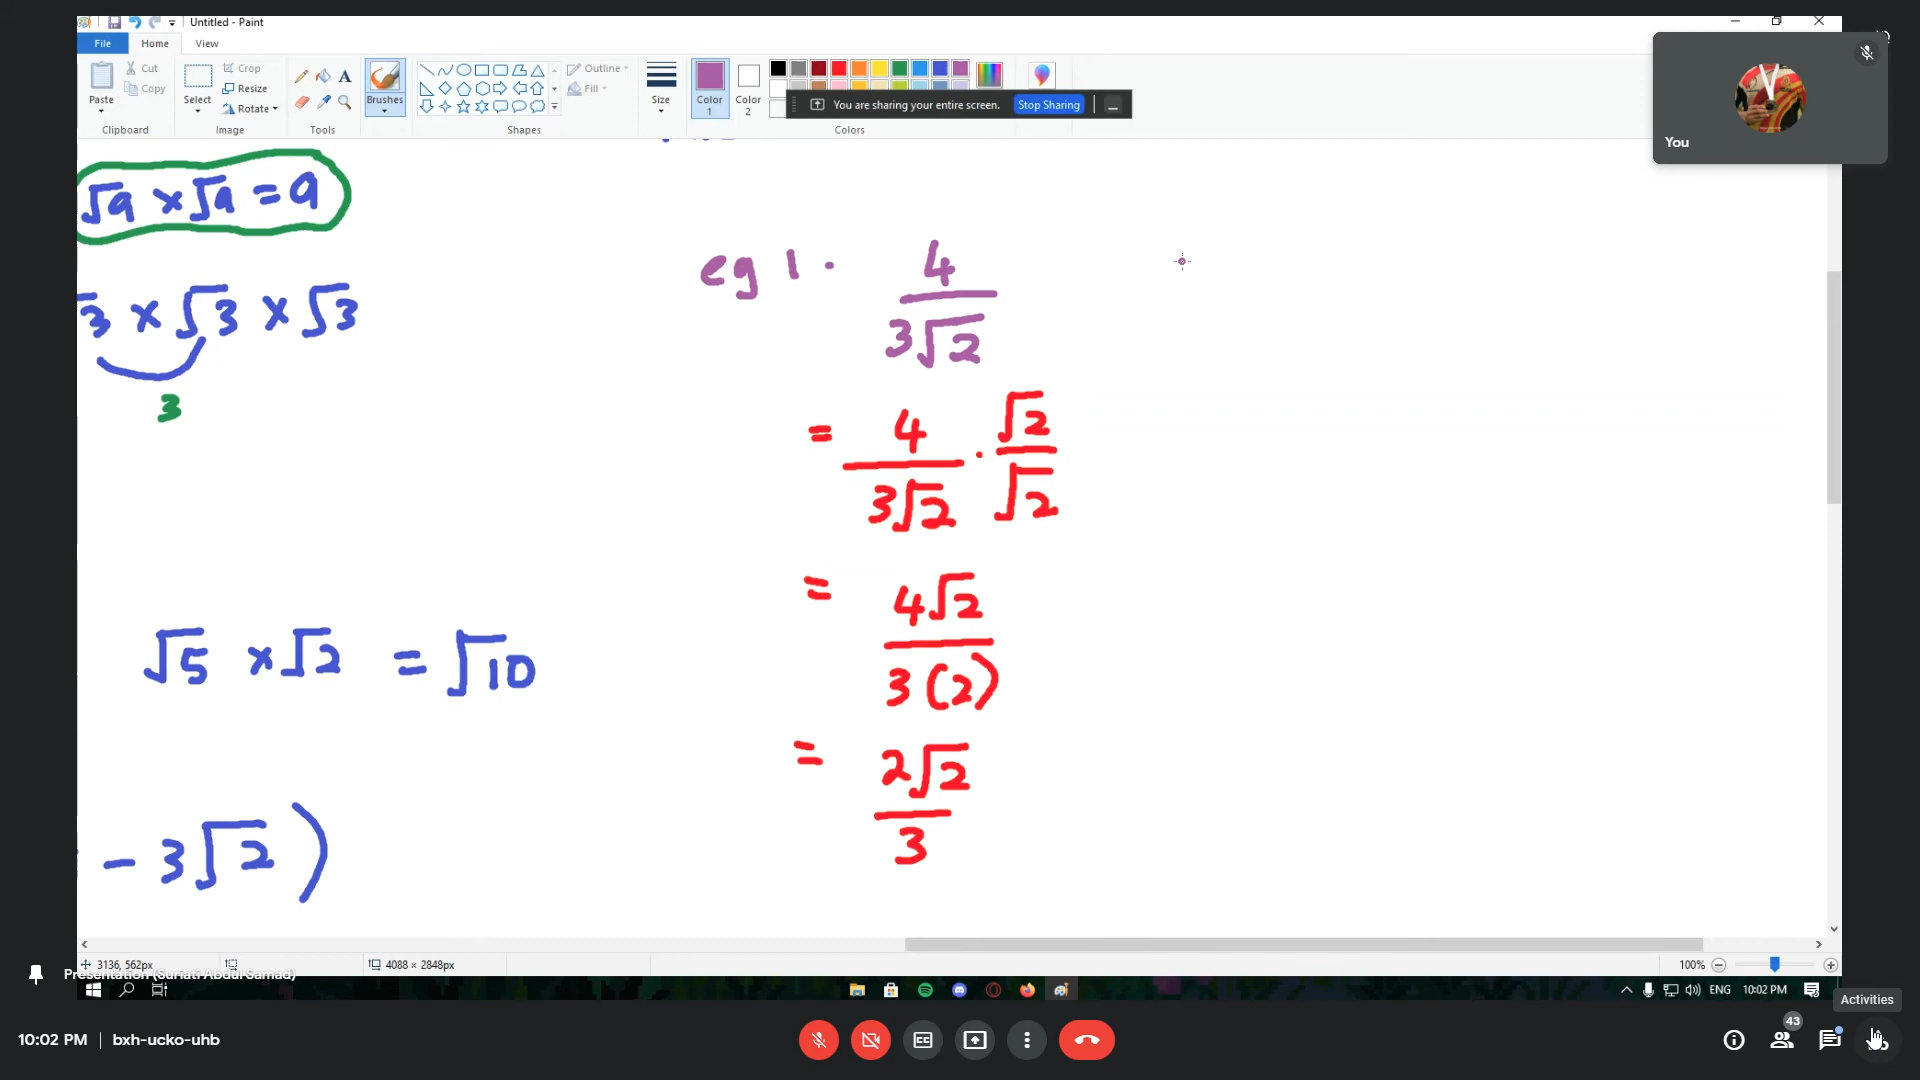 Untitled - Paint
File Home View
Paste Cut Copy Clipboard
Select Crop Resize Rotate Image
Tools
Brushes
Shapes Outline Fill
Size
Color 1 Color 2 Colors
You are sharing your entire screen. Stop Sharing
You
√a × √a = a
eg 1. 4/3√2
3 × √3 × √3
3
= 4/3√2 · √2/√2
= 4√2/3(2)
√5 × √2 = √10
= 2√2/3
- 3√2 )
3136, 562px
4088 × 2848px
100%
Presentation (Suriati Abdul Samad)
ENG 10:02 PM
Activities
43
10:02 PM | bxh-ucko-uhb